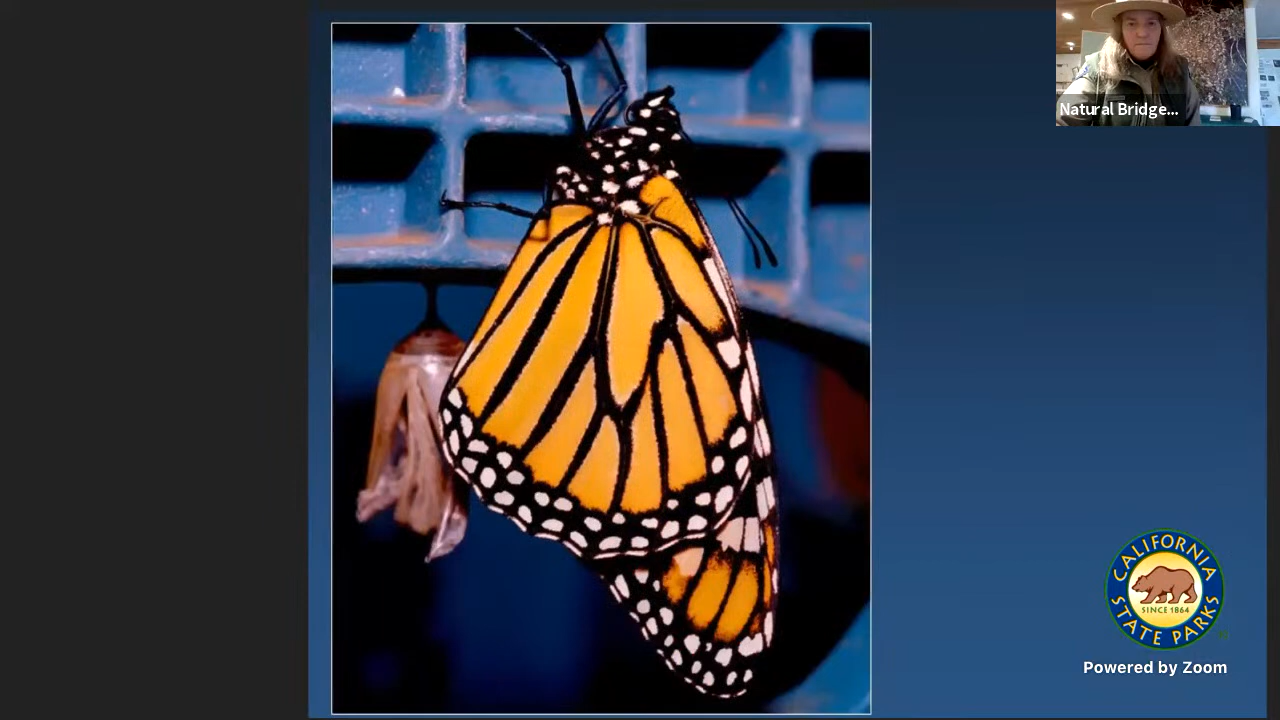 Natural Bridge...
CALIFORNIA
SINCE 1864
STATE PARKS
Powered by Zoom